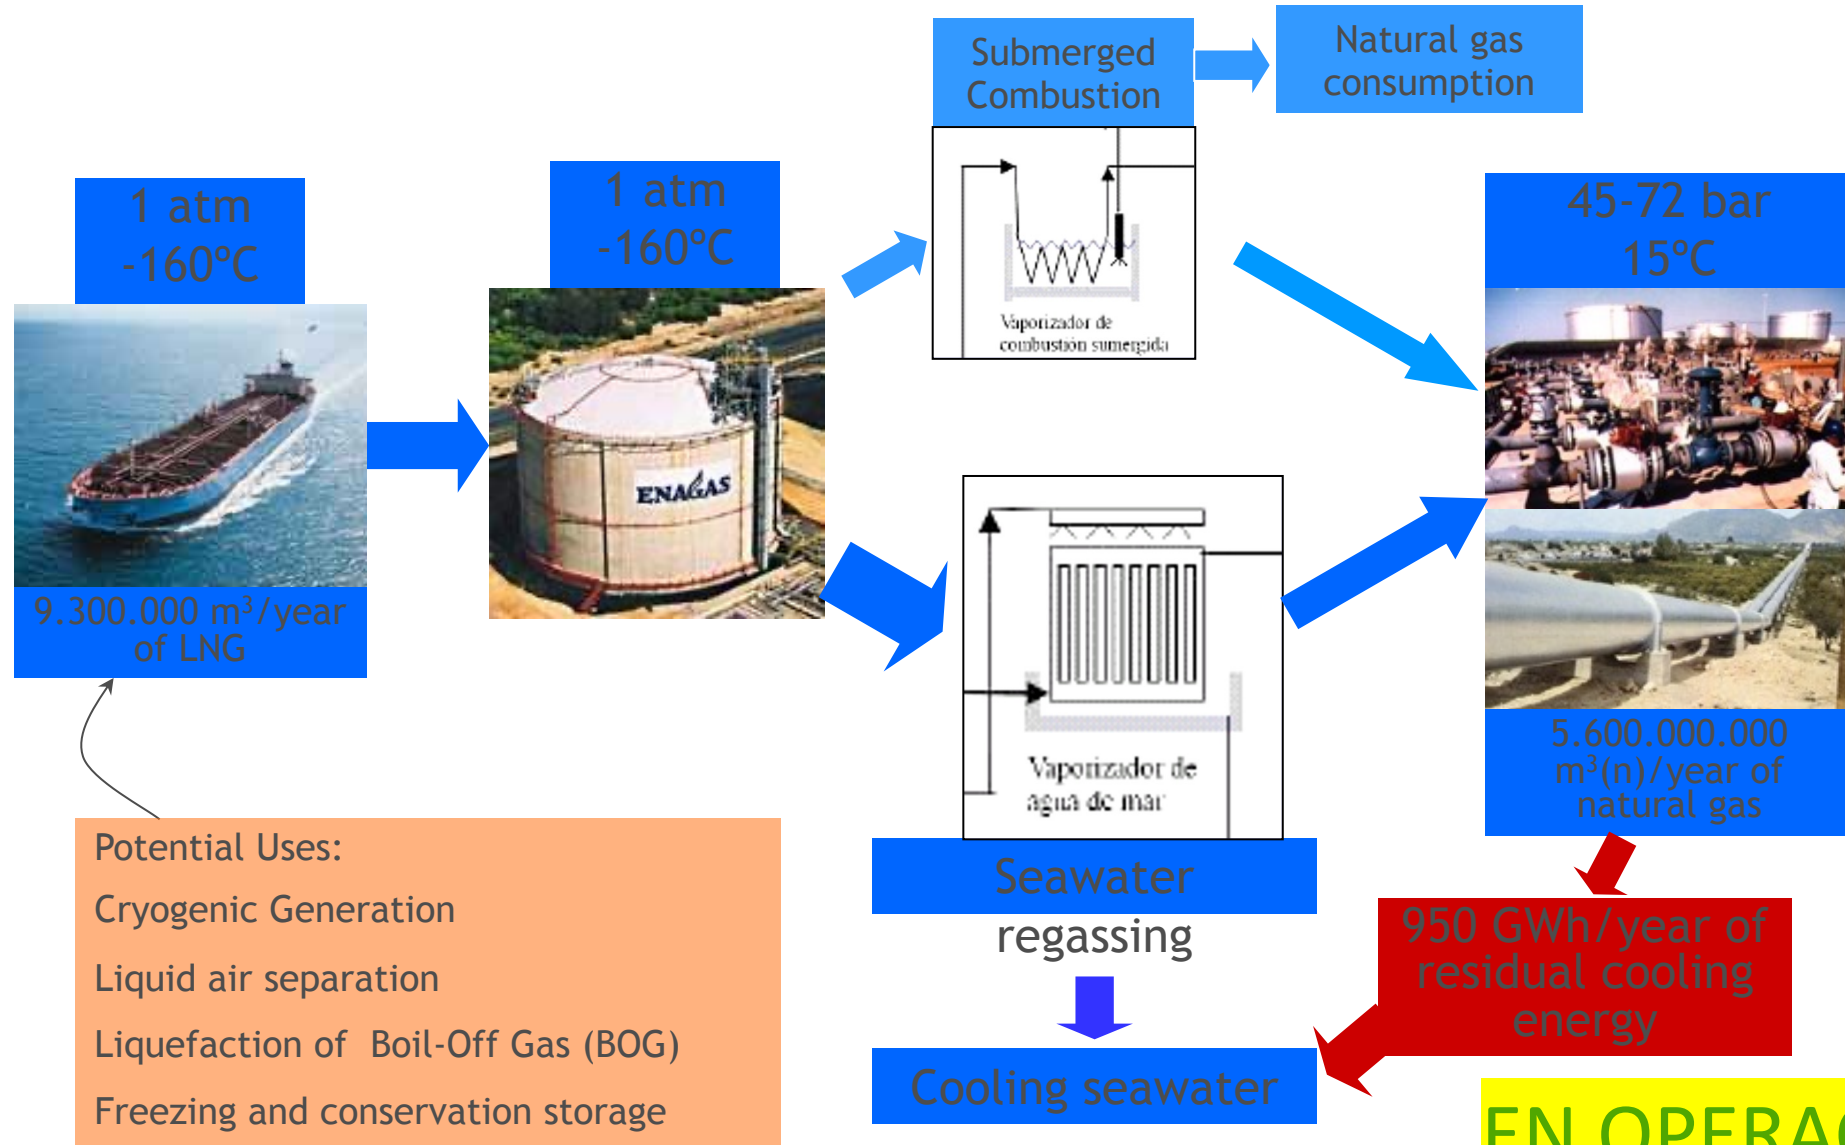 Submerged
Combustion
Natural gas
consumption
1 atm
-160ºC
1 atm
-160ºC
45-72 bar
15ºC
Vaporizador de
combustión sumergida
ENAGAS
9.300.000 m³/year
of LNG
Vaporizador de
agua de mar
5.600.000.000
m³(n)/year of
natural gas
Potential Uses:
Cryogenic Generation
Liquid air separation
Liquefaction of Boil-Off Gas (BOG)
Freezing and conservation storage
Seawater
regassing
950 GWh/year of
residual cooling
energy
Cooling seawater
EN